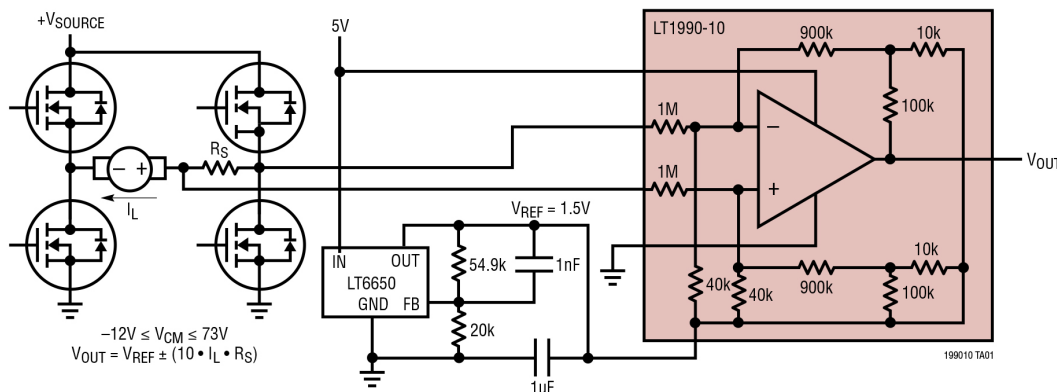 +VSOURCE
5V
LT1990-10
900k
10k
100k
1M
RS
−
+
− +
1M
+
VOUT
IL
VREF = 1.5V
IN
OUT
54.9k
1nF
10k
LT6650
GND
FB
40k
40k
900k
100k
20k
−12V ≤ VCM ≤ 73V
VOUT = VREF ± (10 • IL • RS)
1µF
199010 TA01